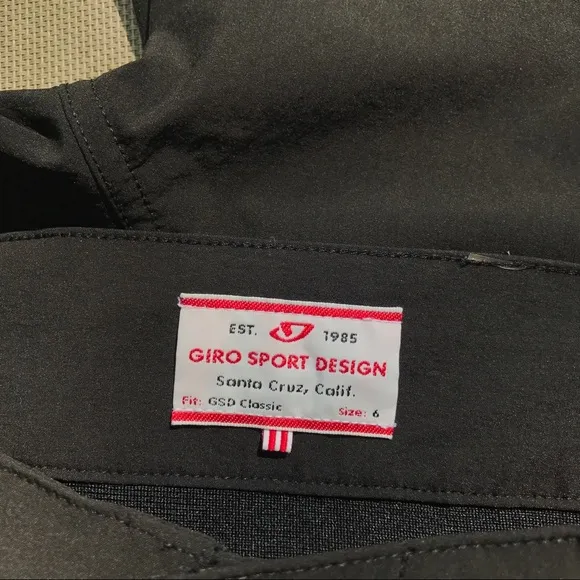 EST. 1985
GIRO SPORT DESIGN
Santa Cruz, Calif.
Fit: GSD Classic Size: 6